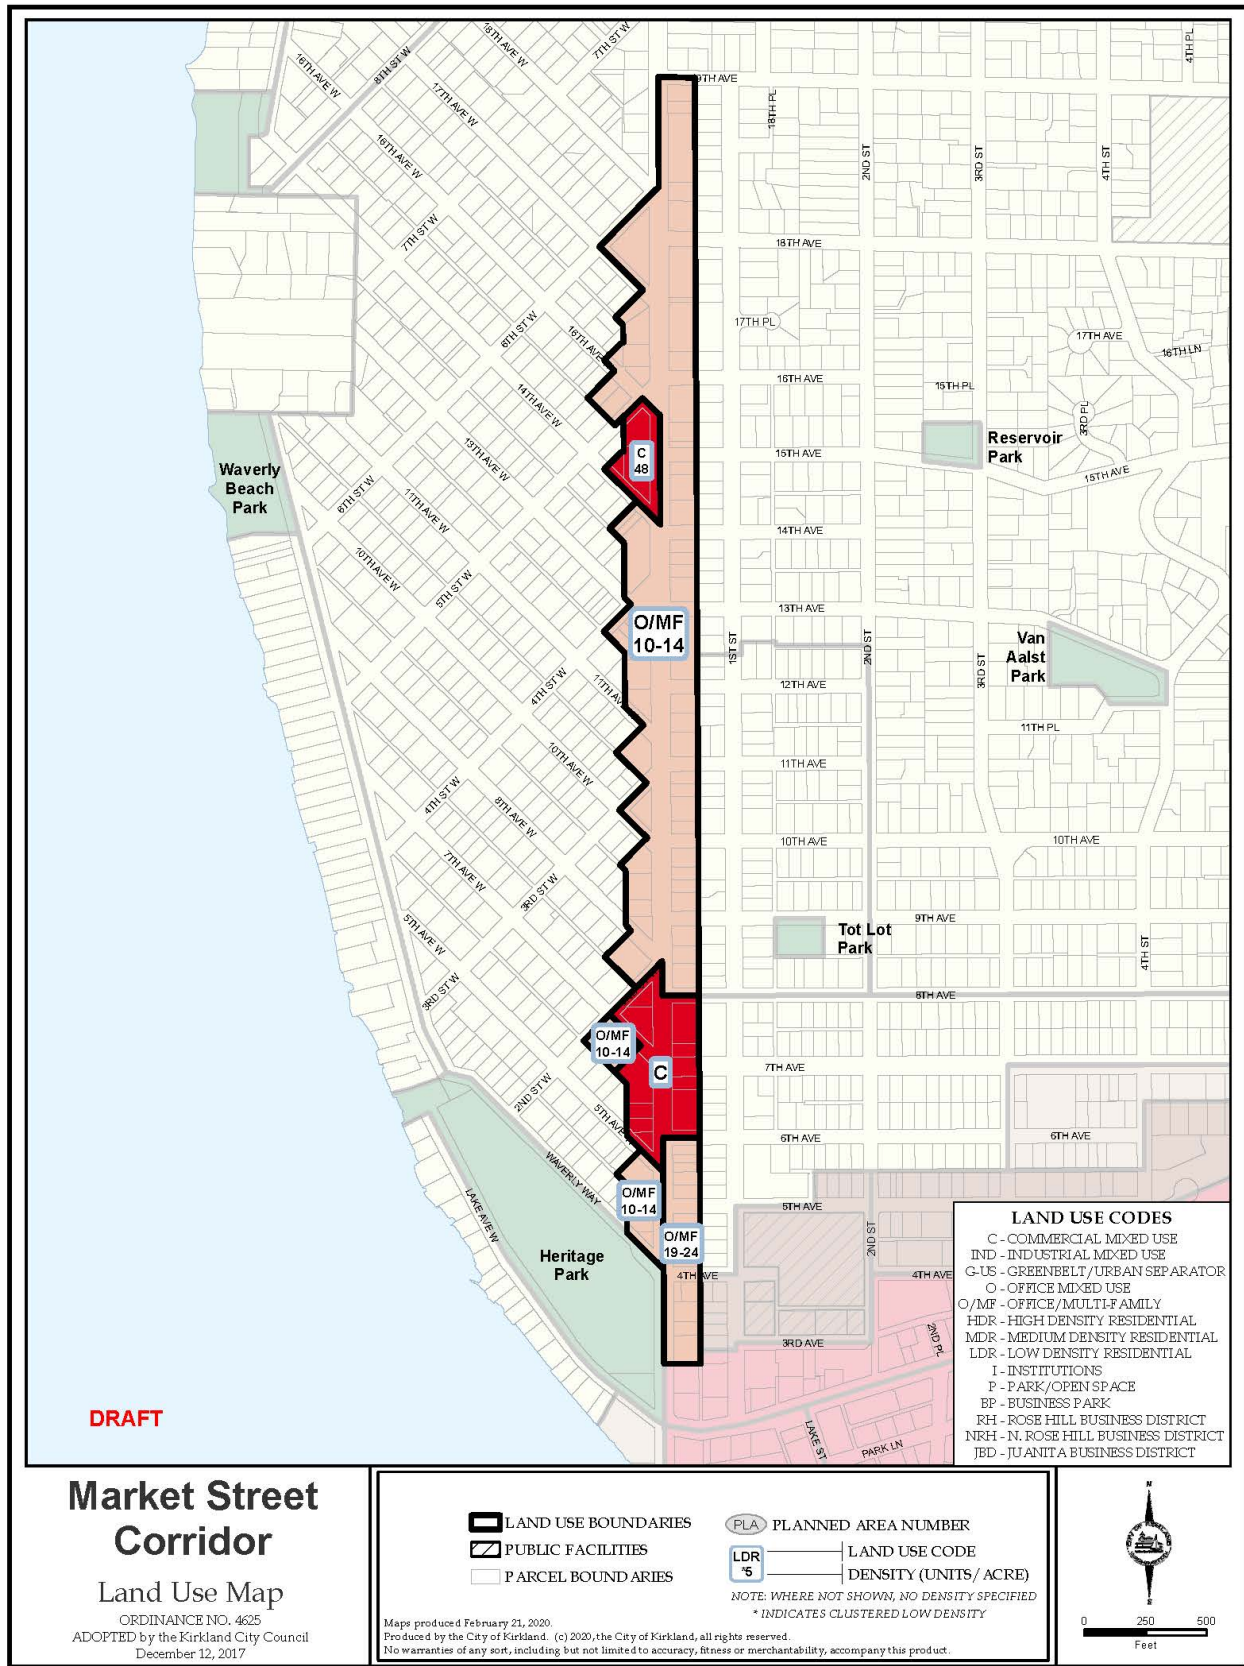 19TH AVE
18TH AVE W
7TH ST W
16TH AVE W
8TH ST W
17TH AVE W
16TH AVE W
7TH ST W
18TH PL
2ND ST
3RD ST
4TH ST
4TH PL
18TH AVE
6TH ST W
16TH AVE
17TH PL
17TH AVE
16TH LN
14TH AVE W
16TH AVE
15TH PL
3RD PL
Reservoir
Park
C
48
13TH AVE W
15TH AVE
15TH AVE
Waverly
Beach
Park
6TH ST W
11TH AVE W
14TH AVE
10TH AVE W
5TH ST W
13TH AVE
O/MF
10-14
1ST ST
2ND ST
3RD ST
Van
Aalst
Park
4TH ST W
11TH AVE
12TH AVE
11TH PL
10TH AVE W
11TH AVE
4TH ST W
8TH AVE W
10TH AVE
10TH AVE
7TH AVE W
3RD ST W
5TH AVE W
9TH AVE
Tot Lot
Park
4TH ST
3RD ST W
8TH AVE
O/MF
10-14
C
7TH AVE
2ND ST W
5TH AVE W
6TH AVE
6TH AVE
WAVERLY WAY
LAKE AVE W
O/MF
10-14
5TH AVE
2ND ST
O/MF
19-24
Heritage
Park
4TH AVE
4TH AVE
3RD AVE
2ND PL
LAKE ST
PARK LN
DRAFT
LAND USE CODES
C - COMMERCIAL MIXED USE
IND - INDUSTRIAL MIXED USE
G-US - GREENBELT/URBAN SEPARATOR
O - OFFICE MIXED USE
O/MF - OFFICE/MULTI-FAMILY
HDR - HIGH DENSITY RESIDENTIAL
MDR - MEDIUM DENSITY RESIDENTIAL
LDR - LOW DENSITY RESIDENTIAL
I - INSTITUTIONS
P - PARK/OPEN SPACE
BP - BUSINESS PARK
RH - ROSE HILL BUSINESS DISTRICT
NRH - N. ROSE HILL BUSINESS DISTRICT
JBD - JUANITA BUSINESS DISTRICT
Market Street
Corridor
Land Use Map
ORDINANCE NO. 4625
ADOPTED by the Kirkland City Council
December 12, 2017
LAND USE BOUNDARIES
PUBLIC FACILITIES
PARCEL BOUNDARIES
PLA PLANNED AREA NUMBER
LDR
*5
LAND USE CODE
DENSITY (UNITS/ACRE)
NOTE: WHERE NOT SHOWN, NO DENSITY SPECIFIED
* INDICATES CLUSTERED LOW DENSITY
Maps produced February 21, 2020.
Produced by the City of Kirkland. (c) 2020, the City of Kirkland, all rights reserved.
No warranties of any sort, including but not limited to accuracy, fitness or merchantability, accompany this product.
N
E
S
0 250 500
Feet